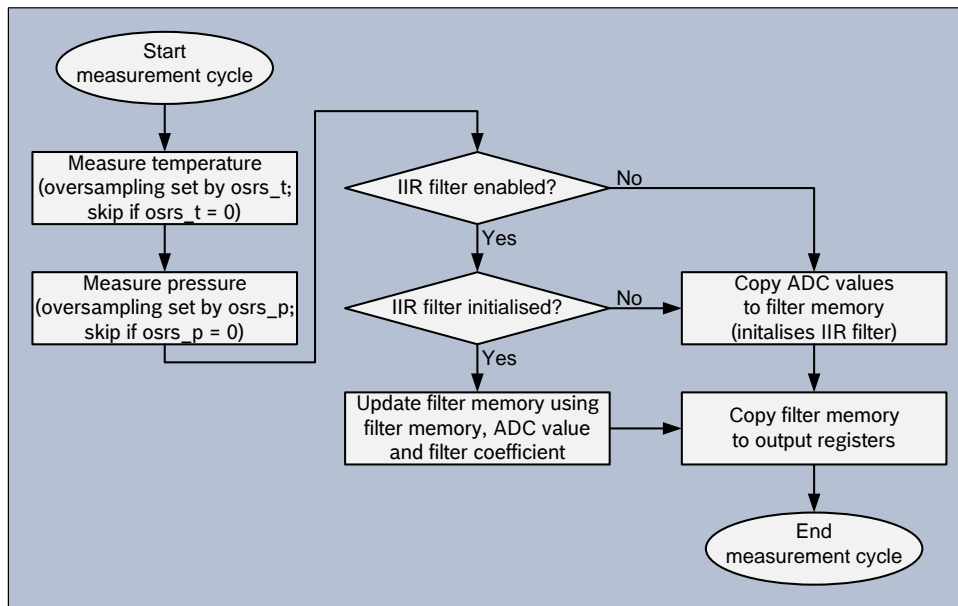 Start
measurement cycle
Measure temperature
(oversampling set by osrs_t;
skip if osrs_t = 0)
Measure pressure
(oversampling set by osrs_p;
skip if osrs_p = 0)
IIR filter enabled?
No
Yes
IIR filter initialised?
No
Yes
Update filter memory using
filter memory, ADC value
and filter coefficient
Copy ADC values
to filter memory
(initalises IIR filter)
Copy filter memory
to output registers
End
measurement cycle